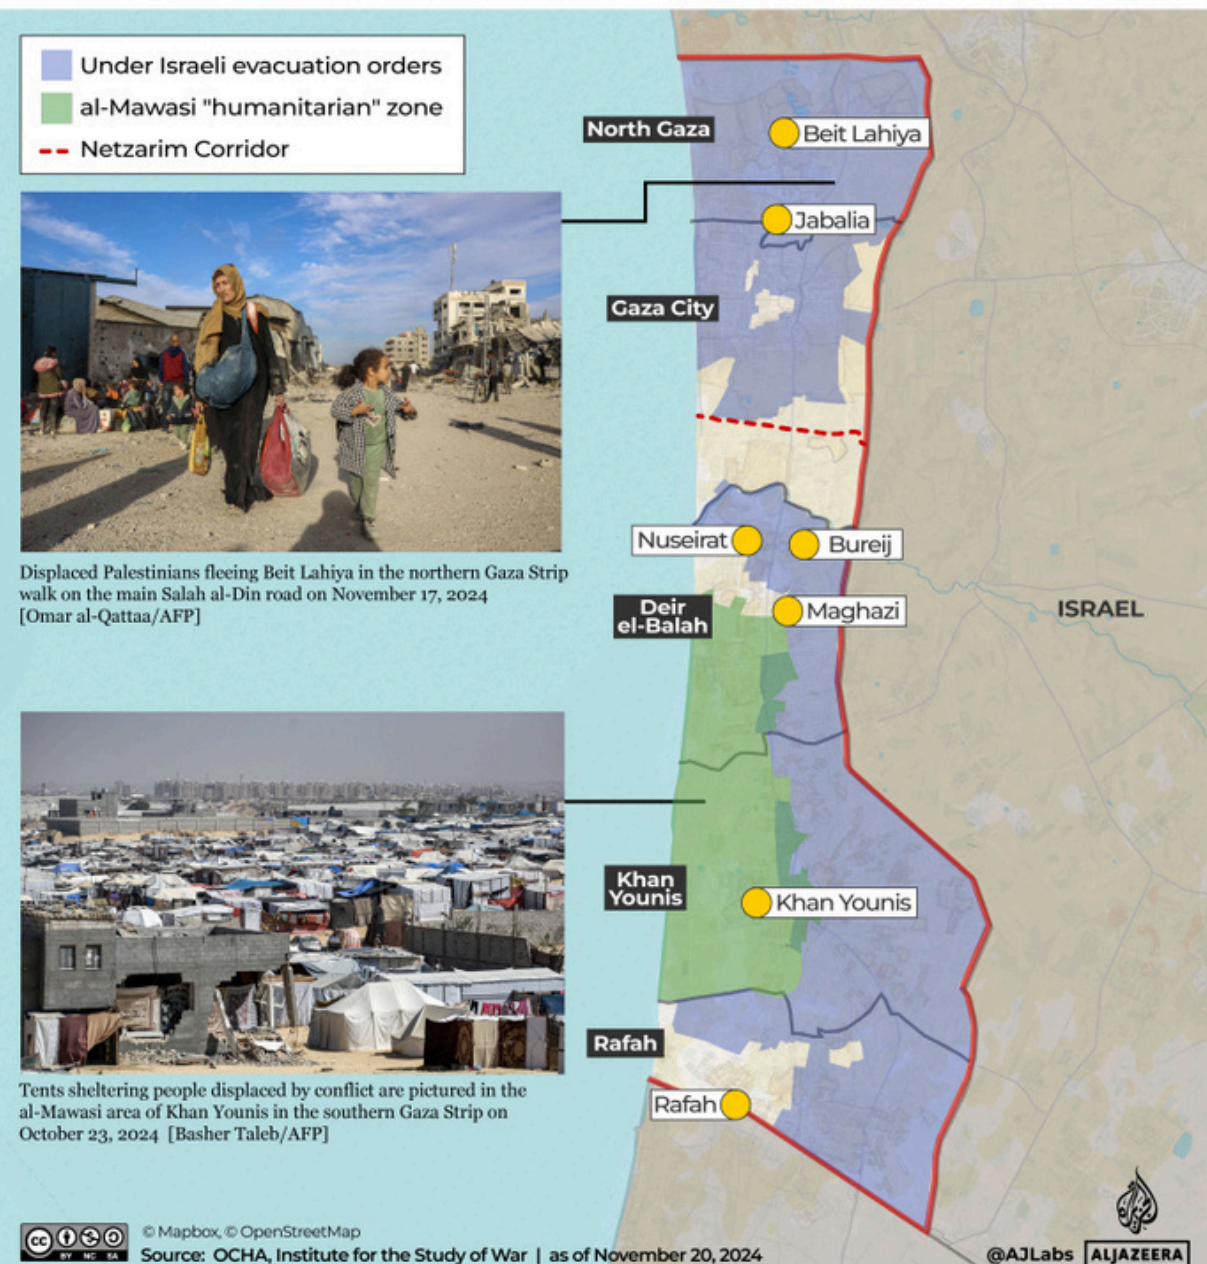 Under Israeli evacuation orders
al-Mawasi "humanitarian" zone
Netzarim Corridor
North Gaza
Beit Lahiya
Jabalia
Gaza City
Displaced Palestinians fleeing Beit Lahiya in the northern Gaza Strip
walk on the main Salah al-Din road on November 17, 2024
[Omar al-Qattaa/AFP]
Nuseirat
Bureij
Deir
el-Balah
Maghazi
ISRAEL
Khan
Younis
Khan Younis
Rafah
Rafah
Tents sheltering people displaced by conflict are pictured in the
al-Mawasi area of Khan Younis in the southern Gaza Strip on
October 23, 2024 [Basher Taleb/AFP]
cc BY NC SA
© Mapbox, © OpenStreetMap
Source: OCHA, Institute for the Study of War | as of November 20, 2024
@AJLabs ALJAZEERA